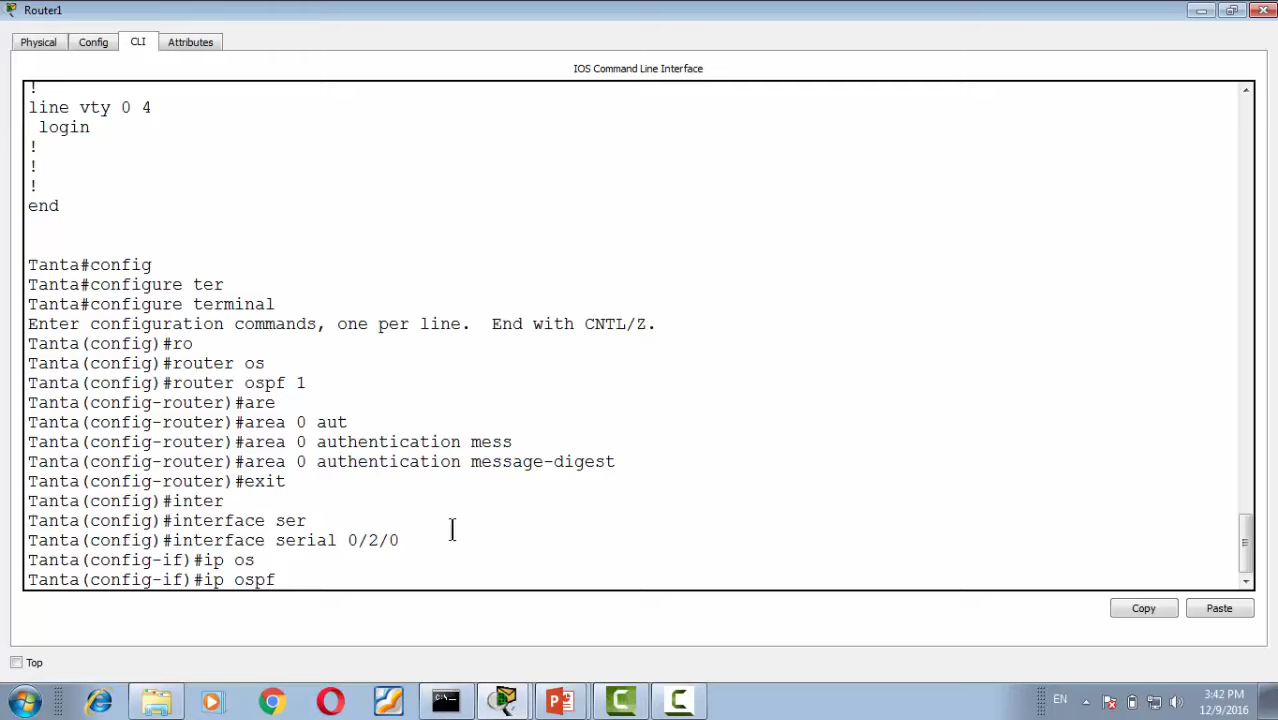 Router1
Physical Config CLI Attributes
IOS Command Line Interface
!
line vty 0 4
login
!
!
!
end
Tanta#config
Tanta#configure ter
Tanta#configure terminal
Enter configuration commands, one per line. End with CNTL/Z.
Tanta(config)#ro
Tanta(config)#router os
Tanta(config)#router ospf 1
Tanta(config-router)#are
Tanta(config-router)#area 0 aut
Tanta(config-router)#area 0 authentication mess
Tanta(config-router)#area 0 authentication message-digest
Tanta(config-router)#exit
Tanta(config)#inter
Tanta(config)#interface ser
Tanta(config)#interface serial 0/2/0
Tanta(config-if)#ip os
Tanta(config-if)#ip ospf
Copy Paste
Top
EN
3:42 PM
12/9/2016